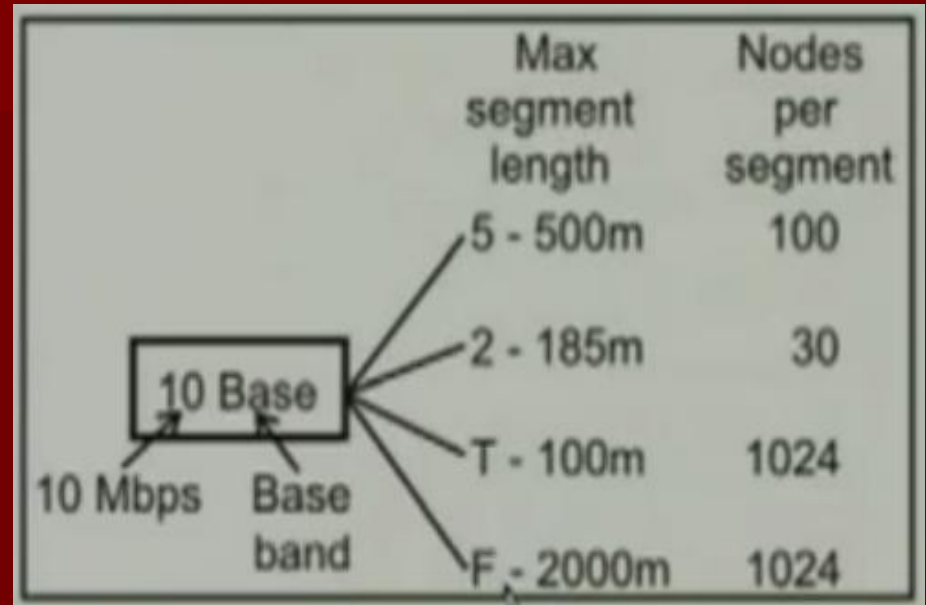 Max segment length
Nodes per segment
5 - 500m 100
2 - 185m 30
10 Base
T - 100m 1024
10 Mbps
Base band
F - 2000m 1024